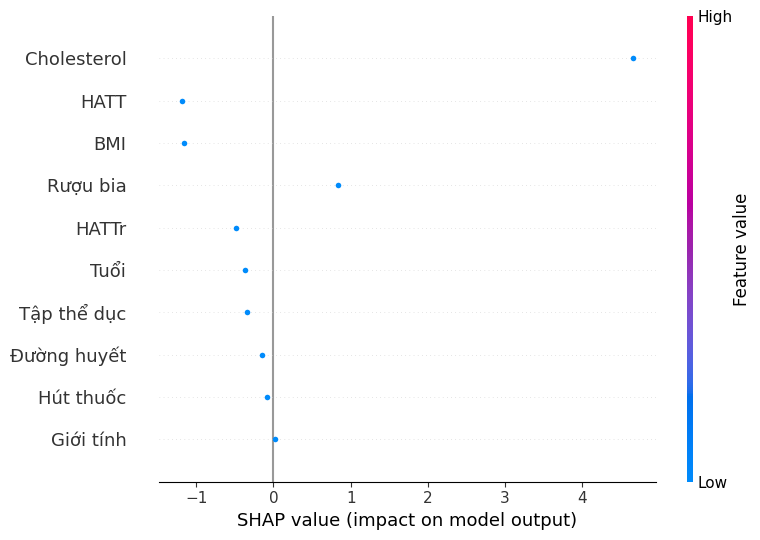 Cholesterol
HATT
BMI
Rượu bia
HATTr
Tuổi
Tập thể dục
Đường huyết
Hút thuốc
Giới tính
−1 0 1 2 3 4
SHAP value (impact on model output)
High
Feature value
Low